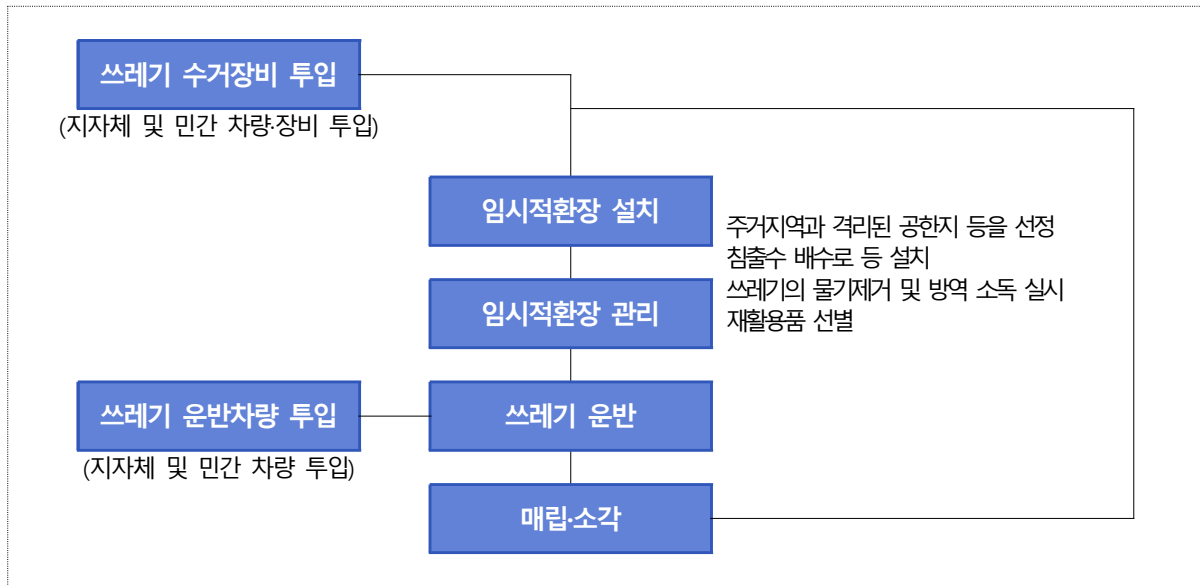 쓰레기 수거장비 투입
(지자체 및 민간 차량·장비 투입)
임시적환장 설치
주거지역과 격리된 공한지 등을 선정
침출수 배수로 등 설치
쓰레기의 물기제거 및 방역 소독 실시
재활용품 선별
임시적환장 관리
쓰레기 운반차량 투입
(지자체 및 민간 차량 투입)
쓰레기 운반
매립·소각